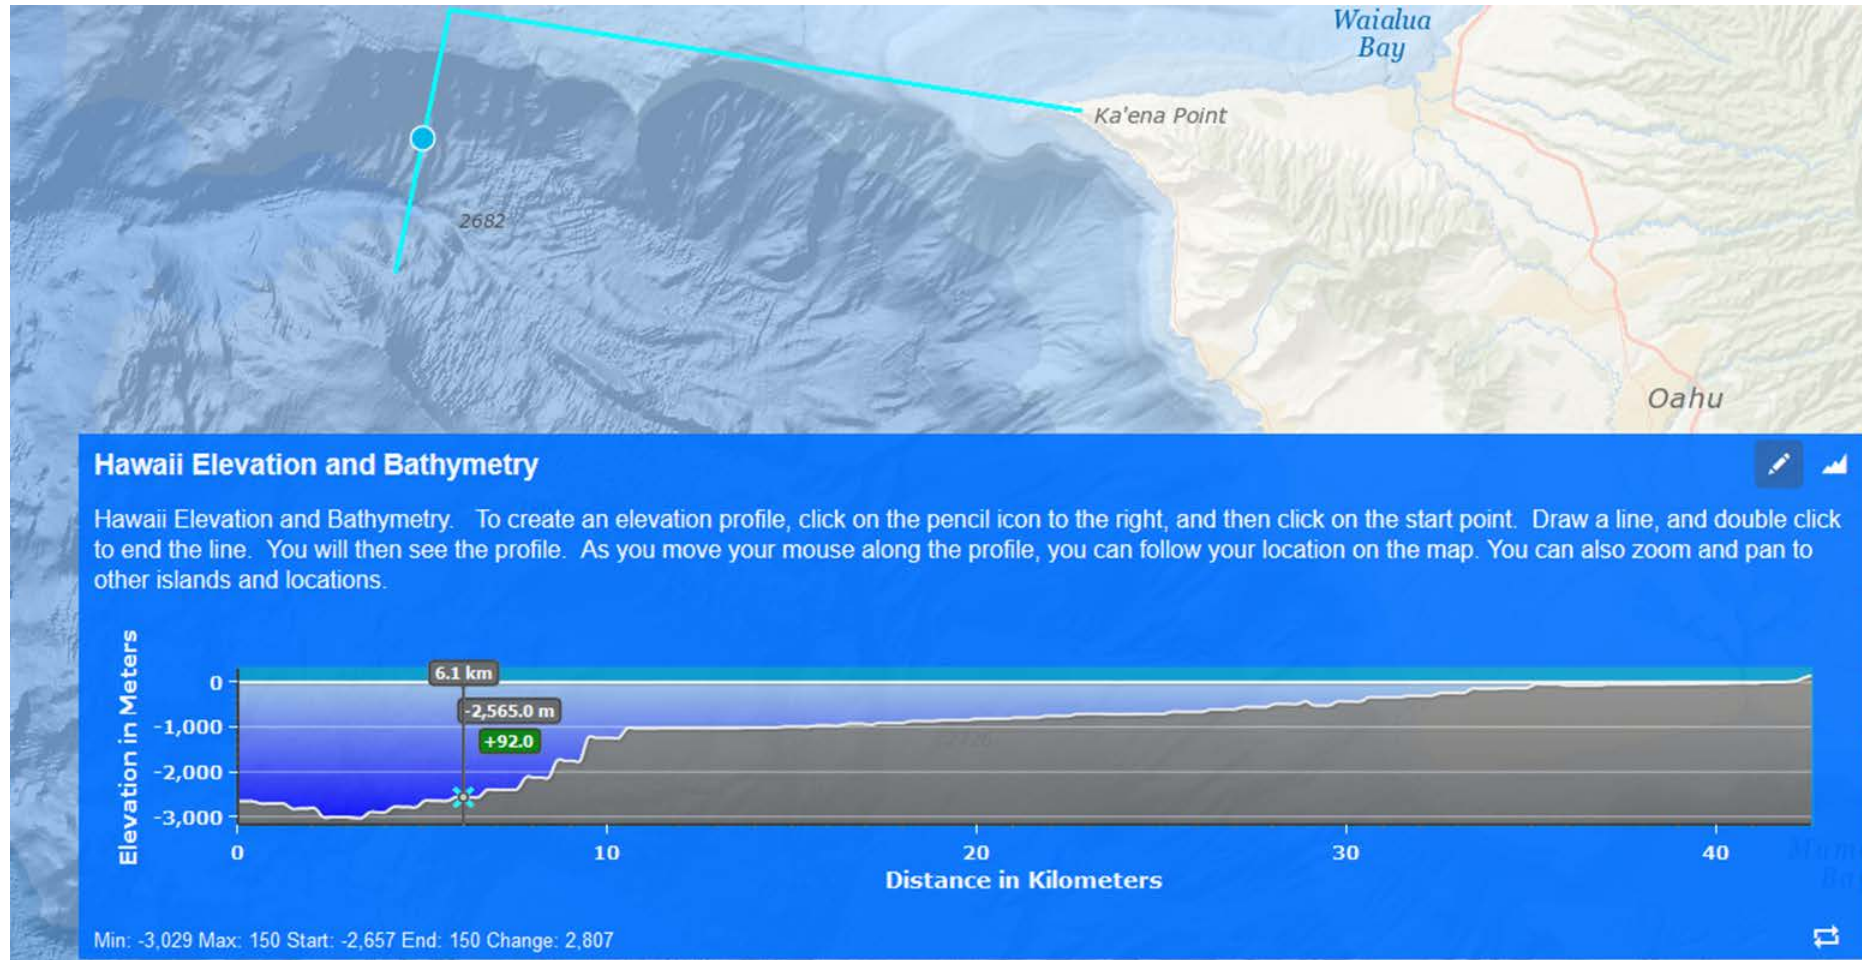 Waialua
Bay
Ka'ena Point
2682
Oahu
Hawaii Elevation and Bathymetry
Hawaii Elevation and Bathymetry.   To create an elevation profile, click on the pencil icon to the right, and then click on the start point.  Draw a line, and double click
to end the line.  You will then see the profile.  As you move your mouse along the profile, you can follow your location on the map. You can also zoom and pan to
other islands and locations.
Elevation in Meters
0
-1,000
-2,000
-3,000
6.1 km
-2,565.0 m
+92.0
0 10 20 30 40
Distance in Kilometers
Min: -3,029 Max: 150 Start: -2,657 End: 150 Change: 2,807